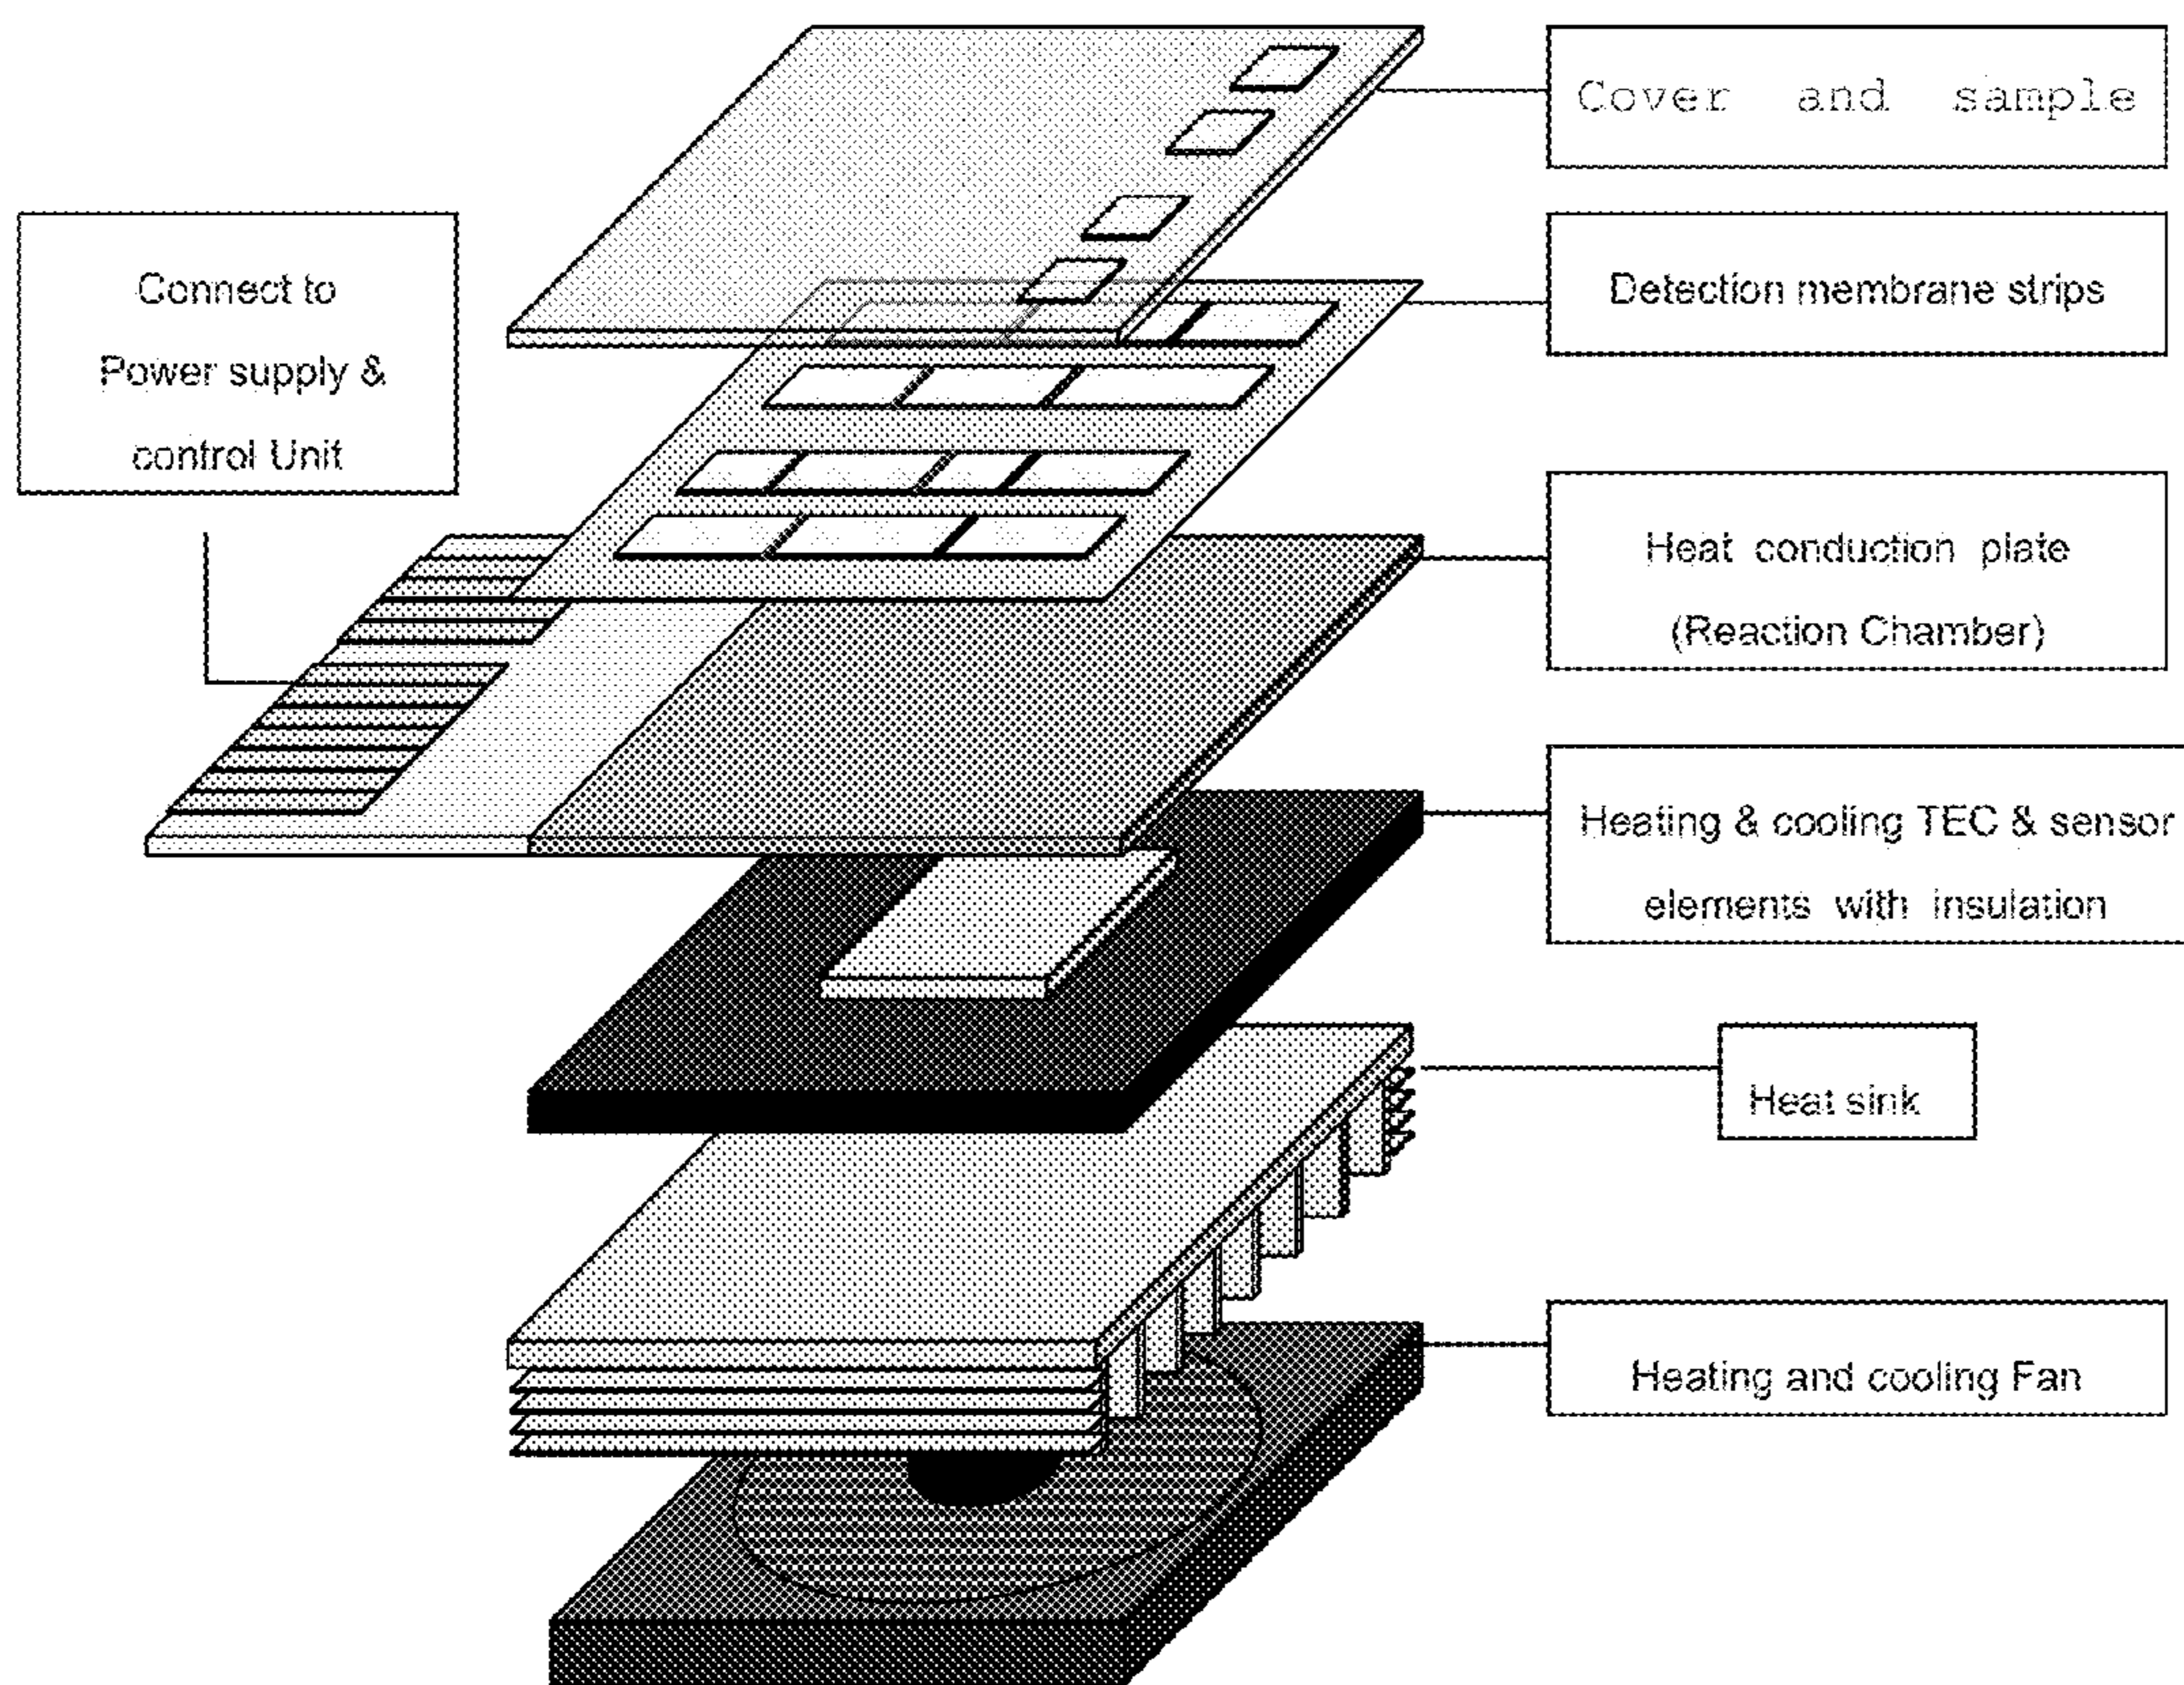 Cover and sample
Connect to
Power supply &
control Unit
Detection membrane strips
Heat conduction plate
(Reaction Chamber)
Heating & cooling TEC & sensor
elements with insulation
Heat sink
Heating and cooling Fan